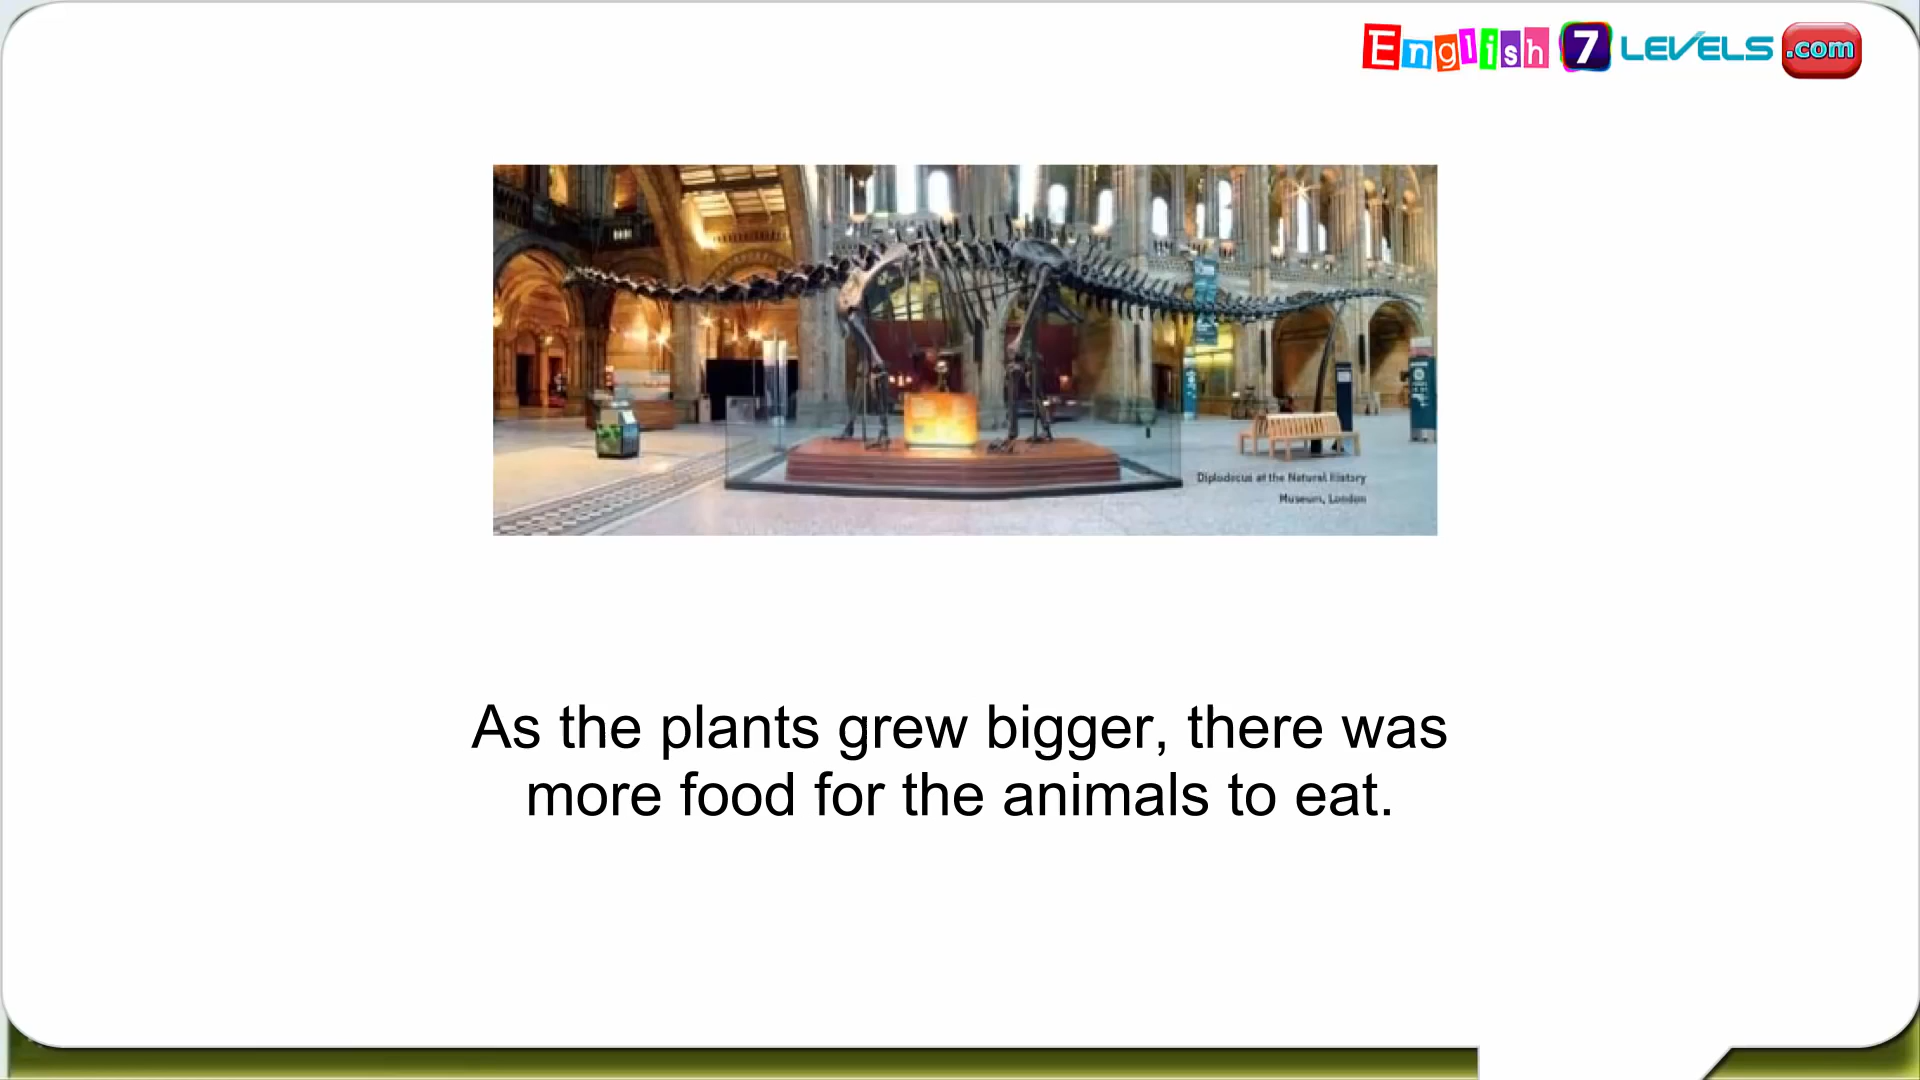 English 7 LEVELS .com
Diplodocus at the Natural History
Museum, London
As the plants grew bigger, there was
more food for the animals to eat.